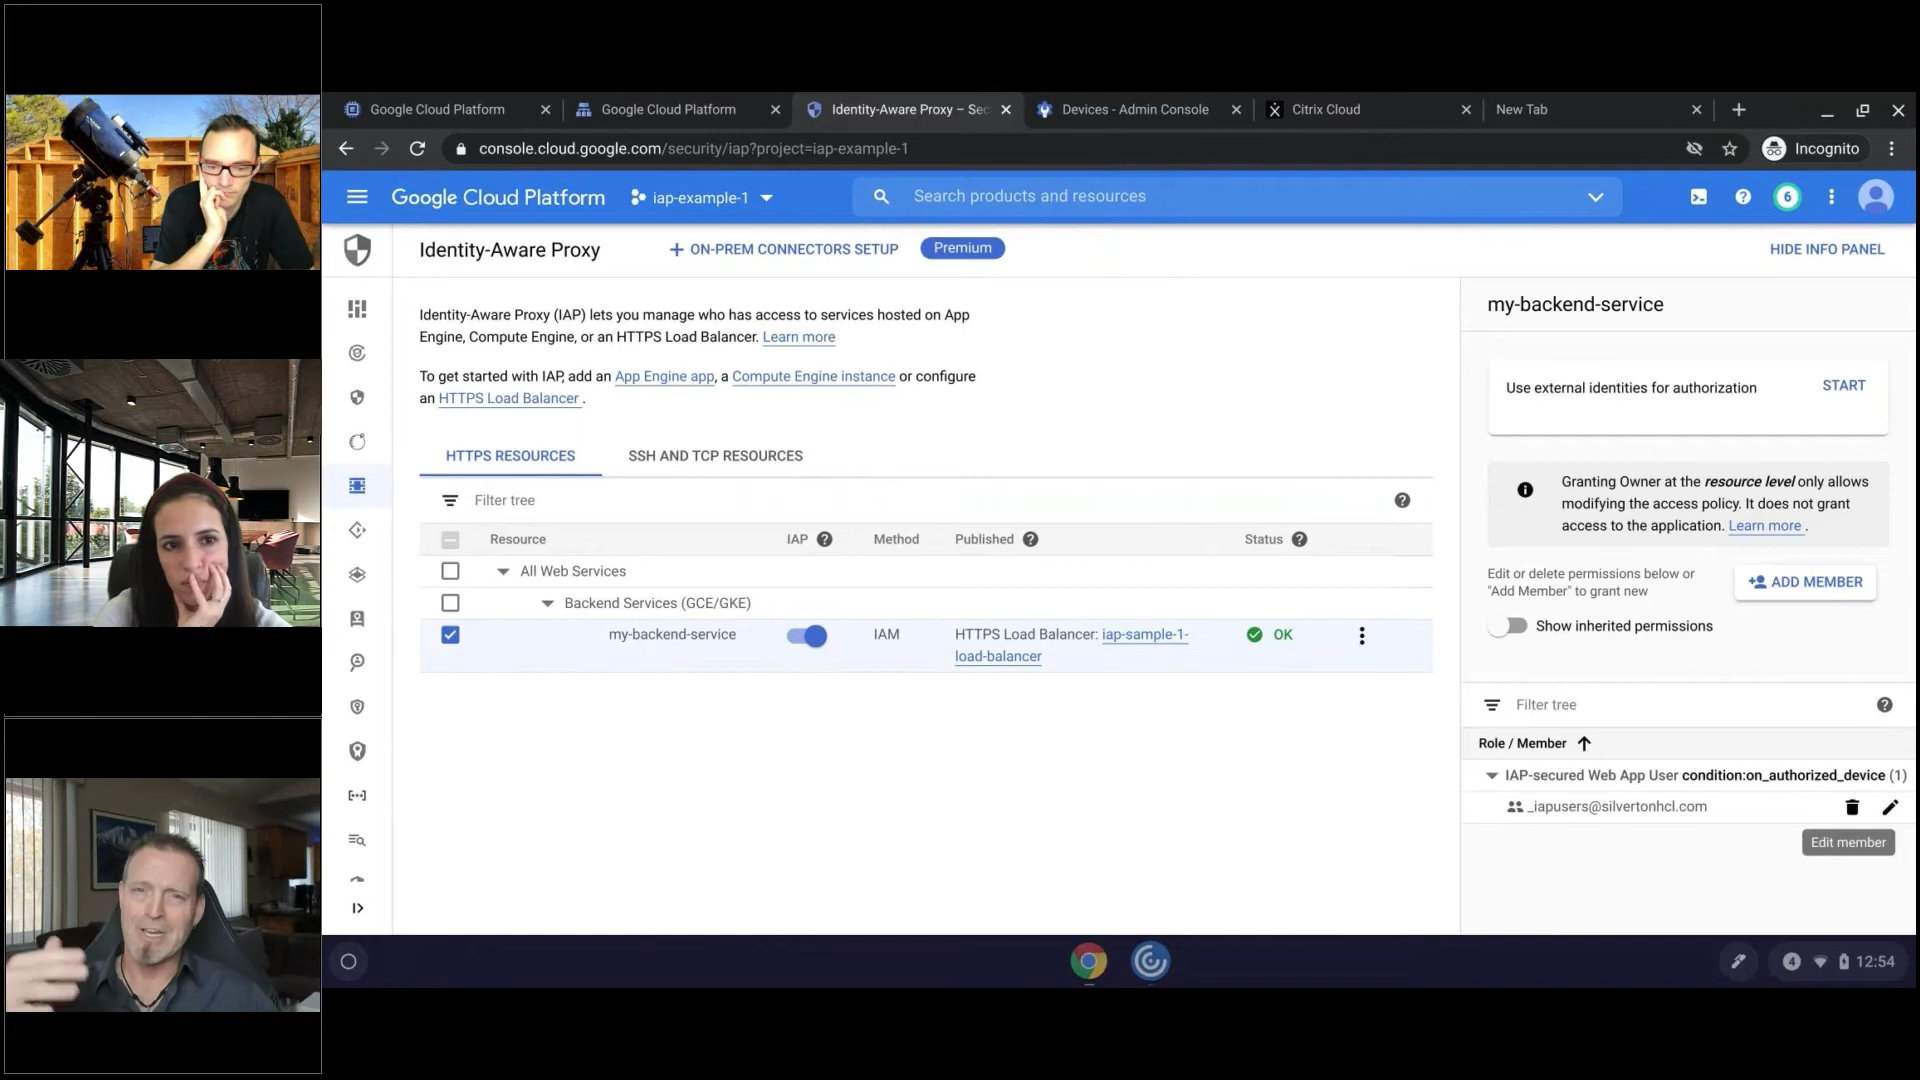 Google Cloud Platform
Google Cloud Platform
Identity-Aware Proxy – Sec
Devices - Admin Console
Citrix Cloud
New Tab
console.cloud.google.com/security/iap?project=iap-example-1
Incognito
Google Cloud Platform
iap-example-1
Search products and resources
6
Identity-Aware Proxy
ON-PREM CONNECTORS SETUP
Premium
HIDE INFO PANEL
Identity-Aware Proxy (IAP) lets you manage who has access to services hosted on App
Engine, Compute Engine, or an HTTPS Load Balancer. Learn more
To get started with IAP, add an App Engine app, a Compute Engine instance or configure
an HTTPS Load Balancer .
HTTPS RESOURCES
SSH AND TCP RESOURCES
Filter tree
Resource
IAP
Method
Published
Status
All Web Services
Backend Services (GCE/GKE)
my-backend-service
IAM
HTTPS Load Balancer: iap-sample-1-
load-balancer
OK
my-backend-service
Use external identities for authorization
START
Granting Owner at the resource level only allows
modifying the access policy. It does not grant
access to the application. Learn more .
Edit or delete permissions below or
"Add Member" to grant new
ADD MEMBER
Show inherited permissions
Filter tree
Role / Member
IAP-secured Web App User condition:on_authorized_device (1)
_iapusers@silvertonhcl.com
Edit member
4
12:54